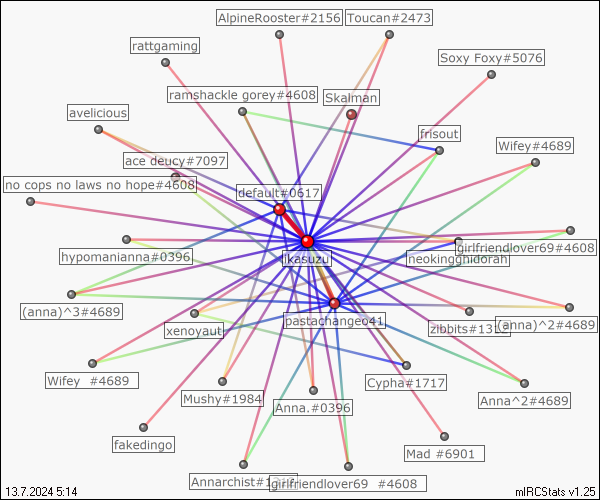 AlpineRooster#2156
Toucan#2473
rattgaming
Soxy Foxy#5076
ramshackle gorey#4608
Skalman
avelicious
frisout
Wifey#4689
ace deucy#7097
no cops no laws no hope#4608
default#0617
girlfriendlover69#4608
hypomanianna#0396
ikasuzu
theokingghidorah
(anna)^3#4689
pastachangeo41
zibbits#131
(anna)^2#4689
xenoyaut
Wifey #4689
Cypha#1717
Mushy#1984
Anna.#0396
Anna^2#4689
fakedingo
Mad #6901
Annarchist#1
girlfriendlover69 #4608
13.7.2024 5:14
mIRCStats v1.25